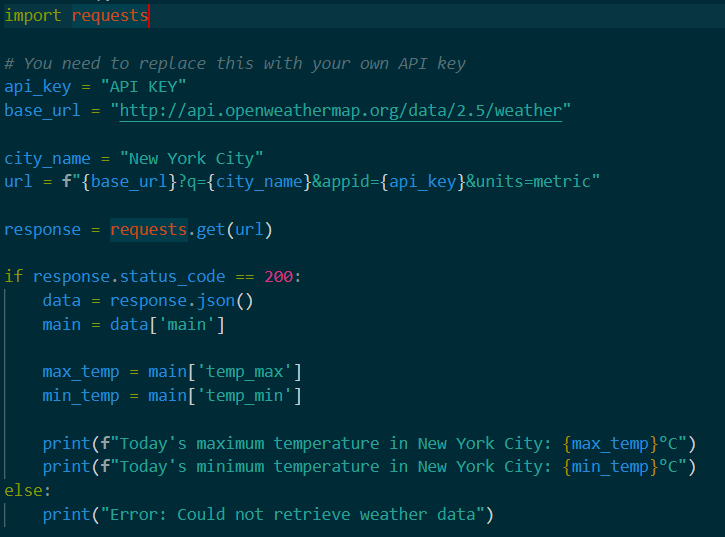 import requests
# You need to replace this with your own API key
api_key = "API KEY"
base_url = "http://api.openweathermap.org/data/2.5/weather"
city_name = "New York City"
url = f"{base_url}?q={city_name}&appid={api_key}&units=metric"
response = requests.get(url)
if response.status_code == 200:
    data = response.json()
    main = data['main']
    max_temp = main['temp_max']
    min_temp = main['temp_min']
    print(f"Today's maximum temperature in New York City: {max_temp}°C")
    print(f"Today's minimum temperature in New York City: {min_temp}°C")
else:
    print("Error: Could not retrieve weather data")